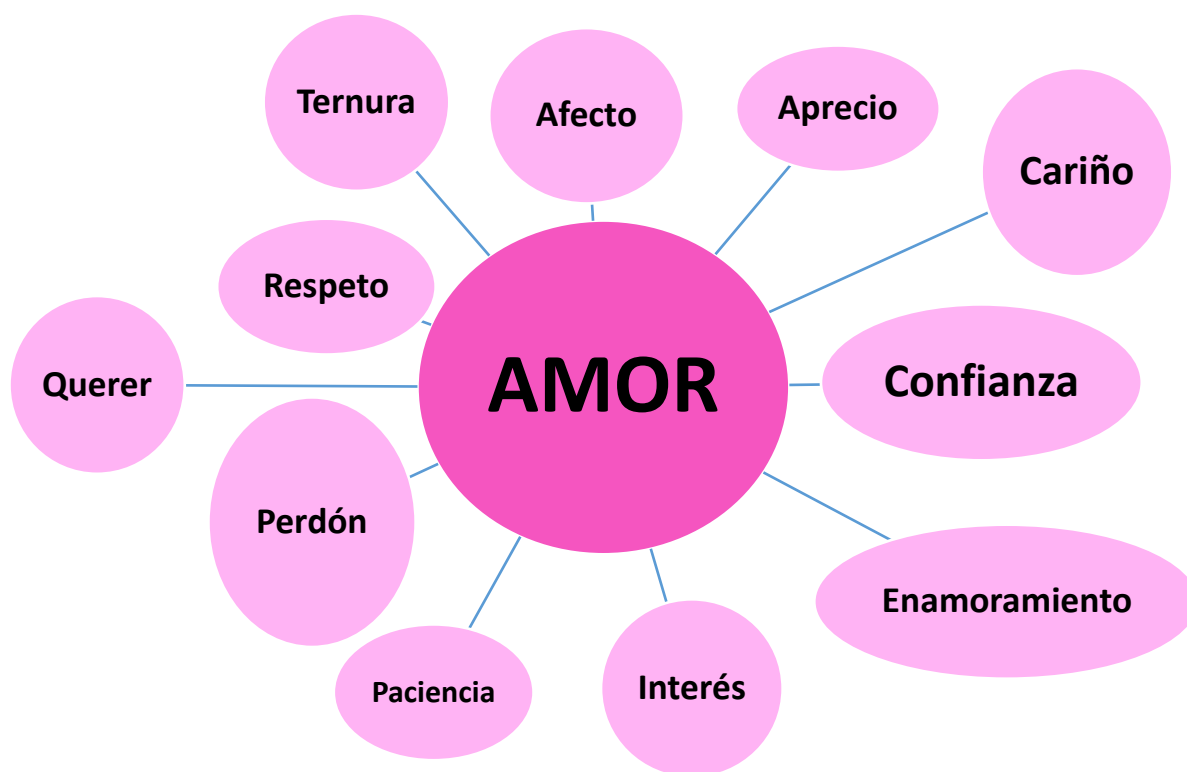 Ternura
Afecto
Aprecio
Cariño
Respeto
Querer
AMOR
Confianza
Perdón
Enamoramiento
Paciencia
Interés